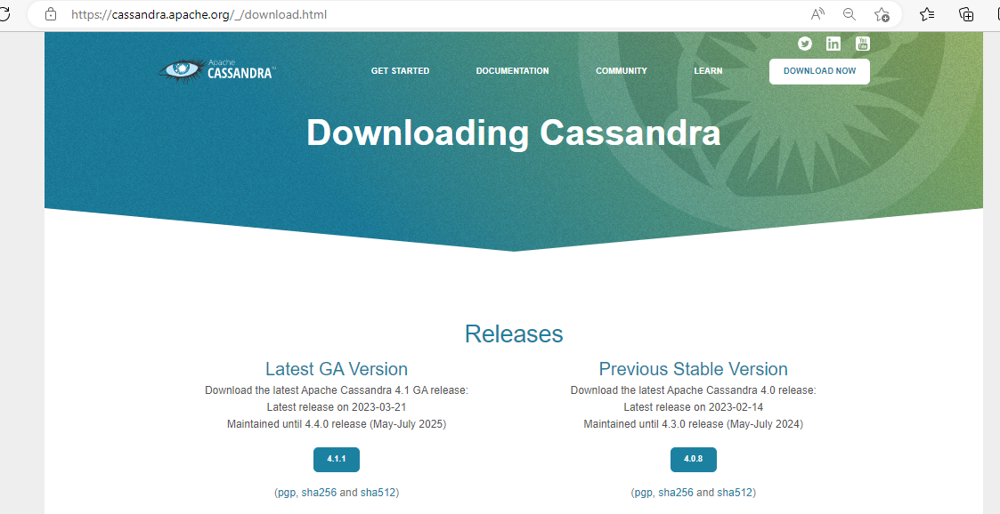 https://cassandra.apache.org/_/download.html
Apache
CASSANDRA™
GET STARTED
DOCUMENTATION
COMMUNITY
LEARN
You Tube
DOWNLOAD NOW
Downloading Cassandra
Releases
Latest GA Version
Download the latest Apache Cassandra 4.1 GA release:
Latest release on 2023-03-21
Maintained until 4.4.0 release (May-July 2025)
4.1.1
(pgp, sha256 and sha512)
Previous Stable Version
Download the latest Apache Cassandra 4.0 release:
Latest release on 2023-02-14
Maintained until 4.3.0 release (May-July 2024)
4.0.8
(pgp, sha256 and sha512)